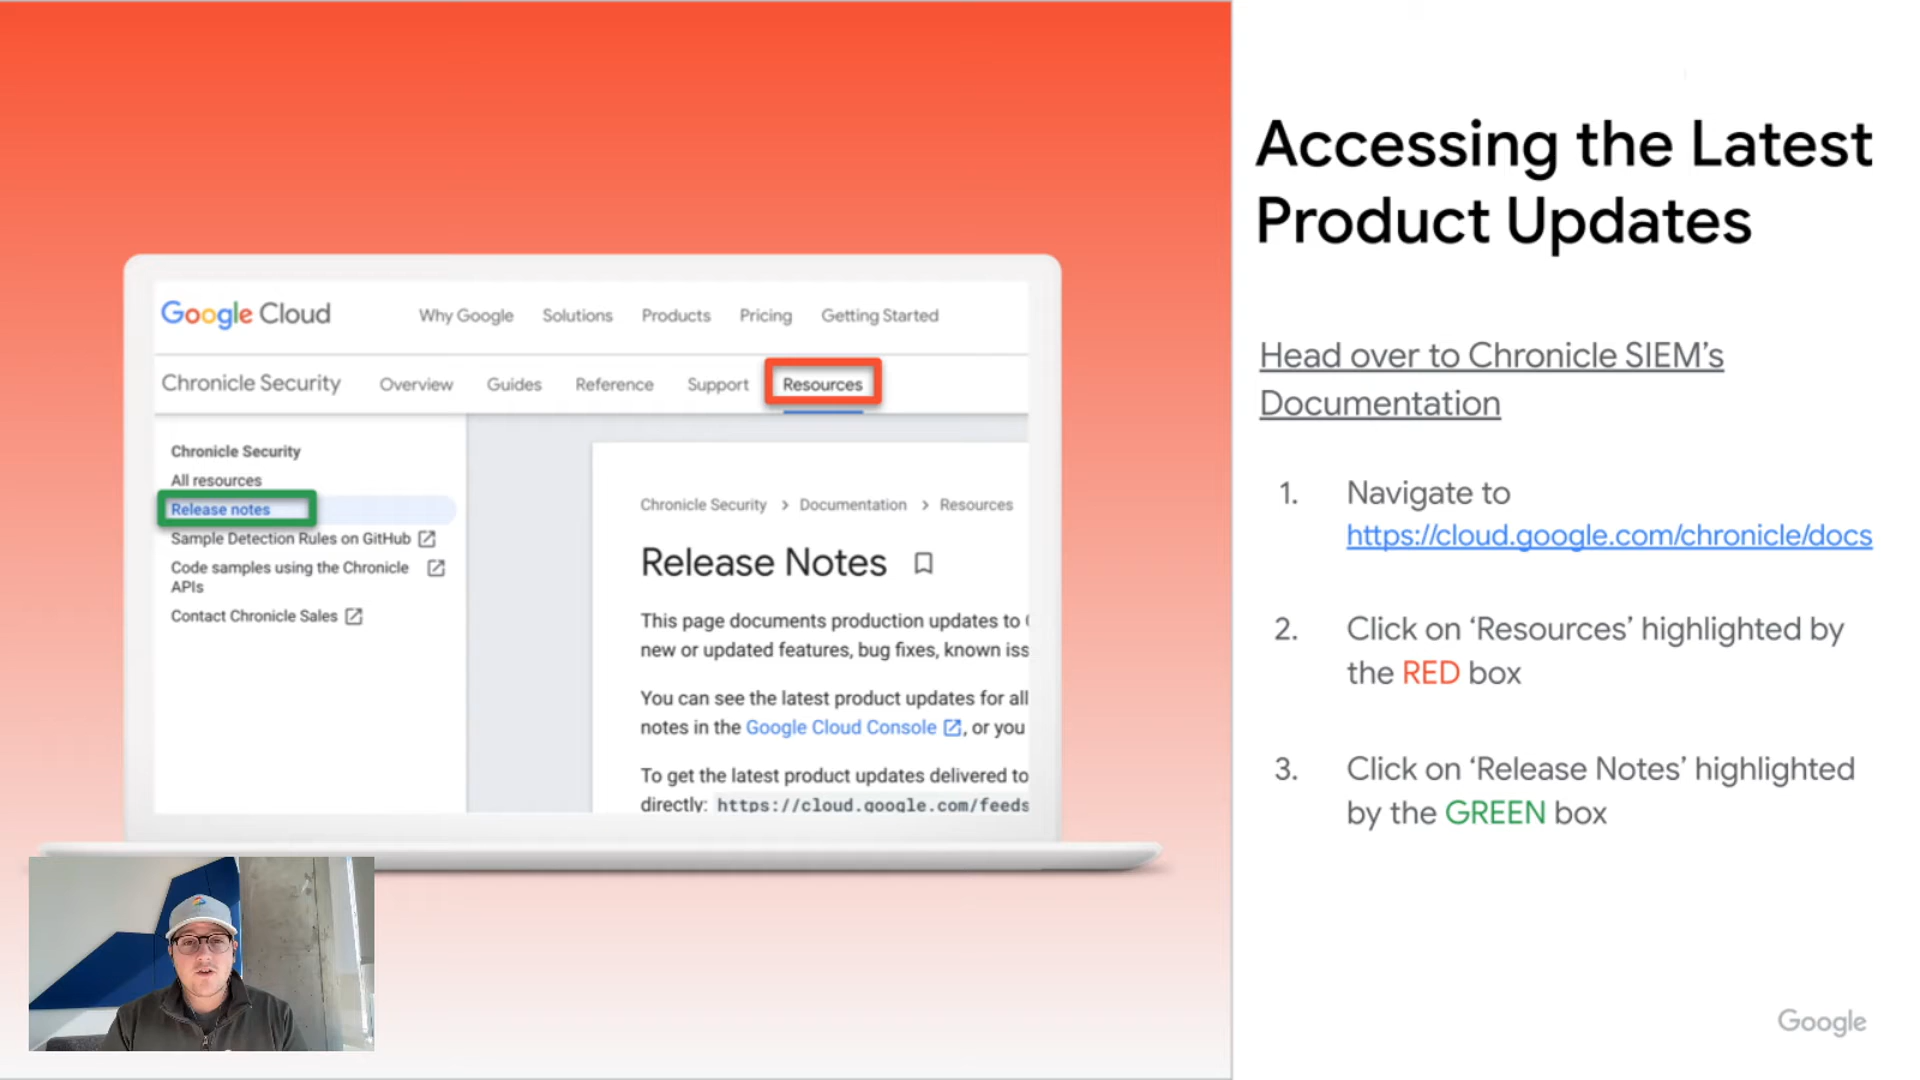 Google Cloud
Why Google
Solutions
Products
Pricing
Getting Started
Chronicle Security
Overview
Guides
Reference
Support
Resources
Chronicle Security
All resources
Release notes
Sample Detection Rules on GitHub
Code samples using the Chronicle
APIs
Contact Chronicle Sales
Chronicle Security > Documentation > Resources
Release Notes
This page documents production updates to
new or updated features, bug fixes, known iss
You can see the latest product updates for all
notes in the Google Cloud Console , or you
To get the latest product updates delivered to
directly: https://cloud.google.com/feeds
Accessing the Latest
Product Updates
Head over to Chronicle SIEM’s
Documentation
1. Navigate to
https://cloud.google.com/chronicle/docs
2. Click on ‘Resources’ highlighted by
the RED box
3. Click on ‘Release Notes’ highlighted
by the GREEN box
Google